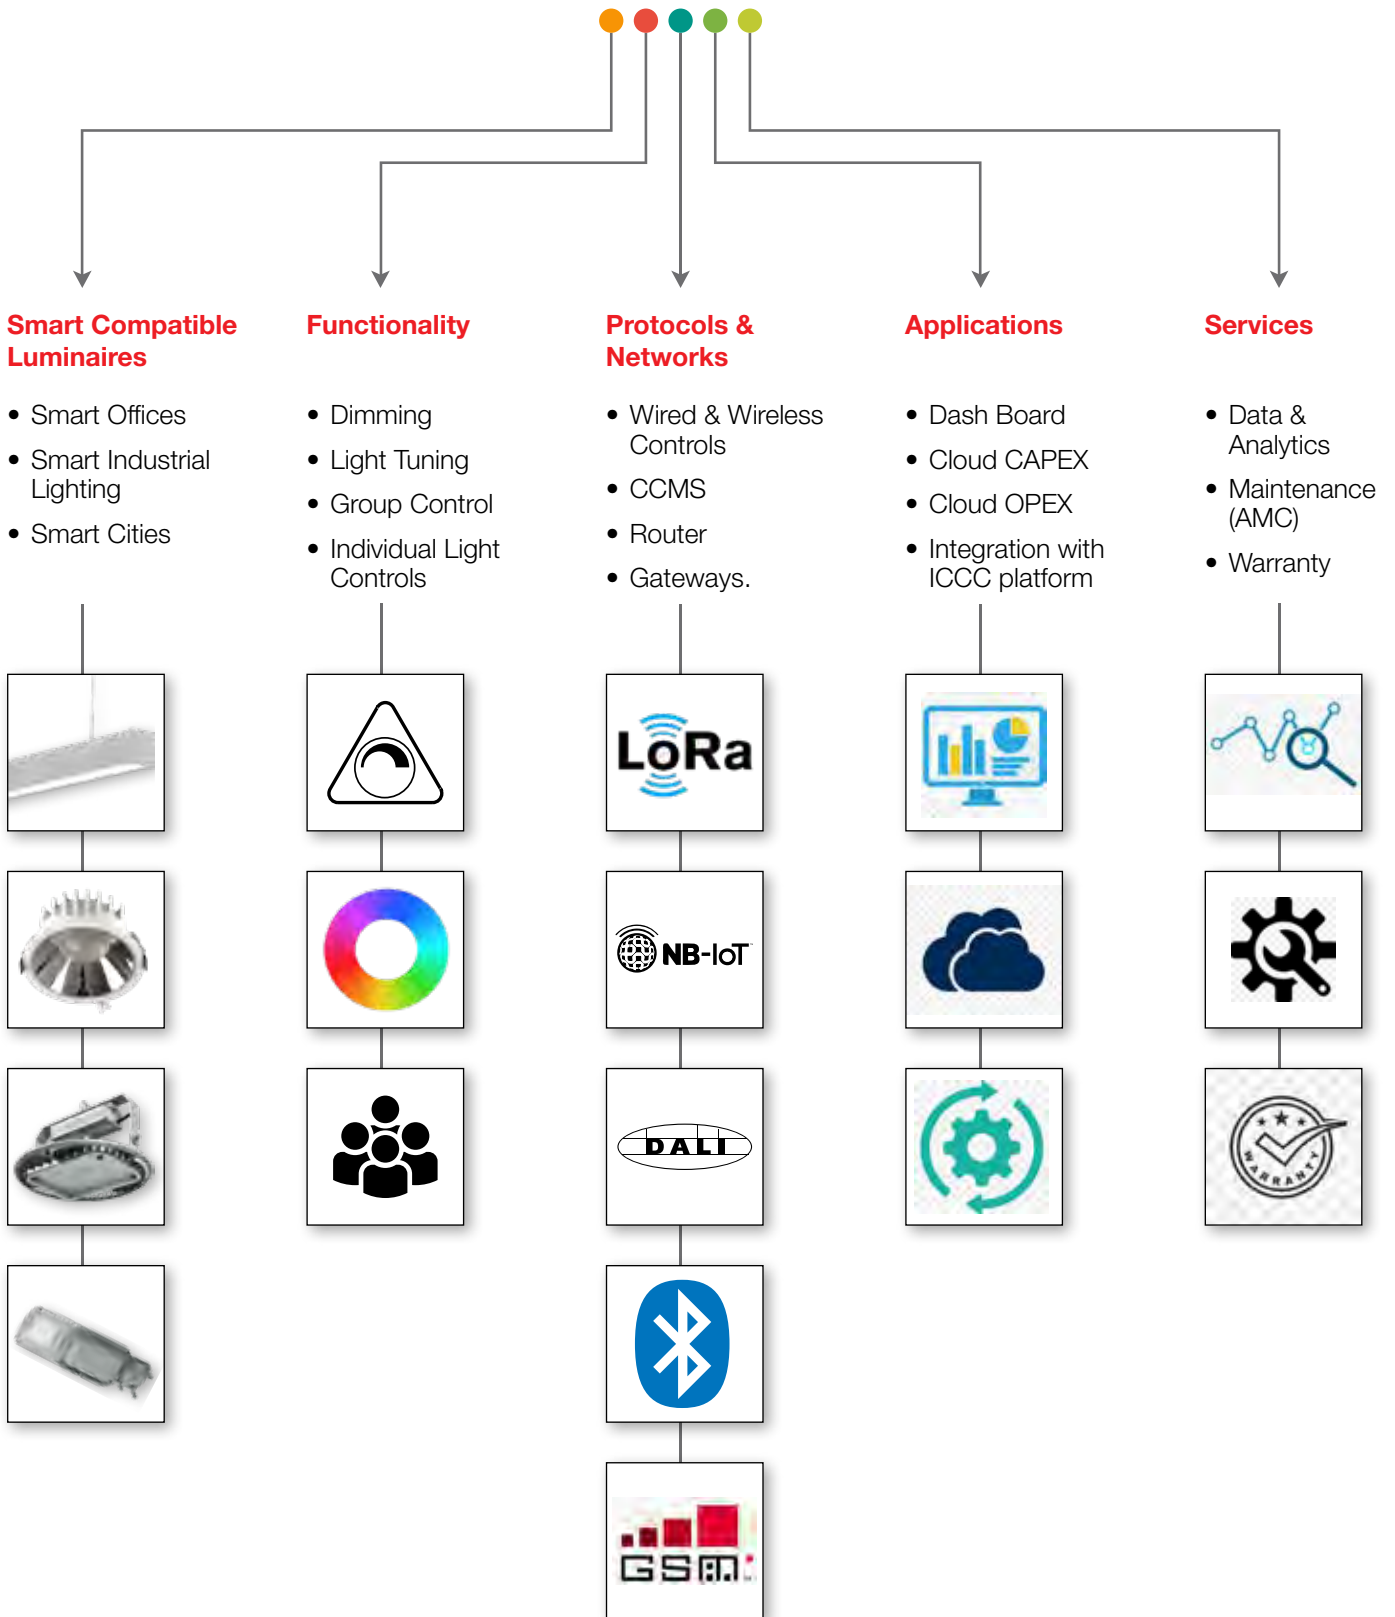 Smart Compatible
Luminaires
• Smart Offices
• Smart Industrial
Lighting
• Smart Cities
Functionality
• Dimming
• Light Tuning
• Group Control
• Individual Light
Controls
Protocols &
Networks
• Wired & Wireless
Controls
• CCMS
• Router
• Gateways.
Applications
• Dash Board
• Cloud CAPEX
• Cloud OPEX
• Integration with
ICCC platform
Services
• Data &
Analytics
• Maintenance
(AMC)
• Warranty
LoRa
NB-IoT
DALI
GSM
WARRANTY